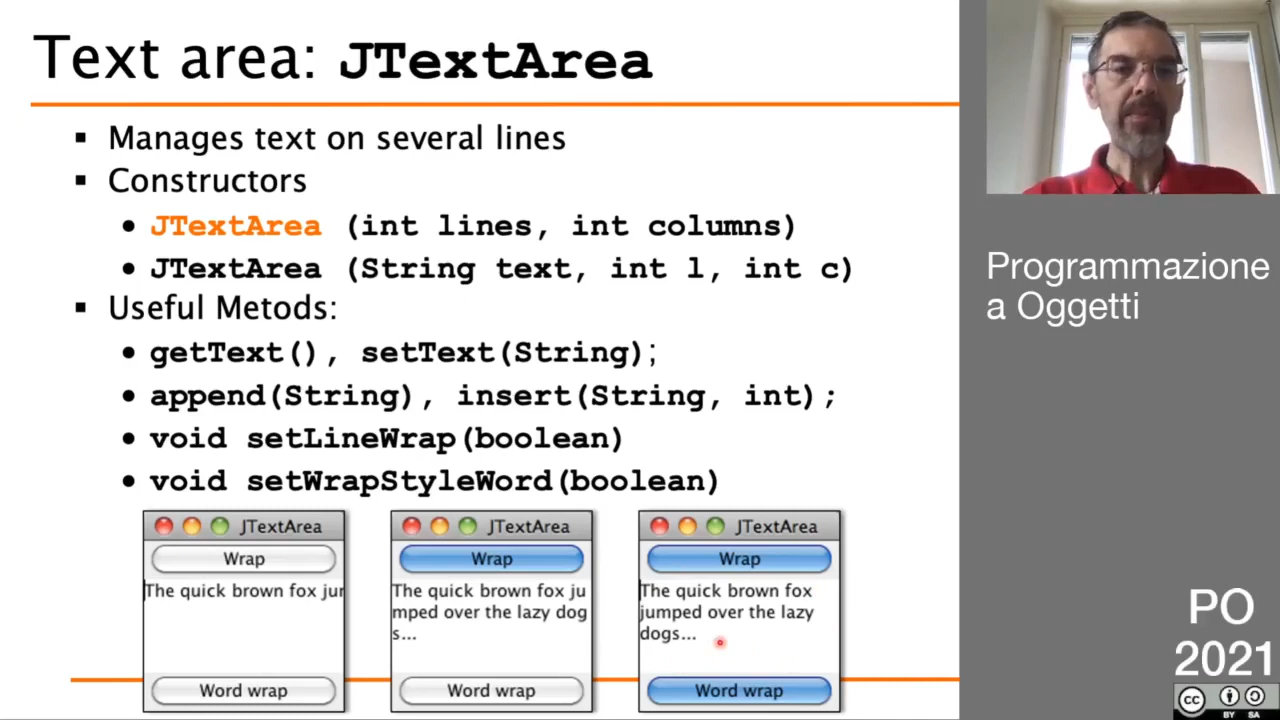 Text area: JTextArea
▪ Manages text on several lines
▪ Constructors
• JTextArea (int lines, int columns)
• JTextArea (String text, int l, int c)
▪ Useful Metods:
• getText(), setText(String);
• append(String), insert(String, int);
• void setLineWrap(boolean)
• void setWrapStyleWord(boolean)
JTextArea
Wrap
The quick brown fox jur
Word wrap
JTextArea
Wrap
The quick brown fox ju
mped over the lazy dog
s...
Word wrap
JTextArea
Wrap
The quick brown fox
jumped over the lazy
dogs...
Word wrap
Programmazione
a Oggetti
PO
2021
cc
BY SA